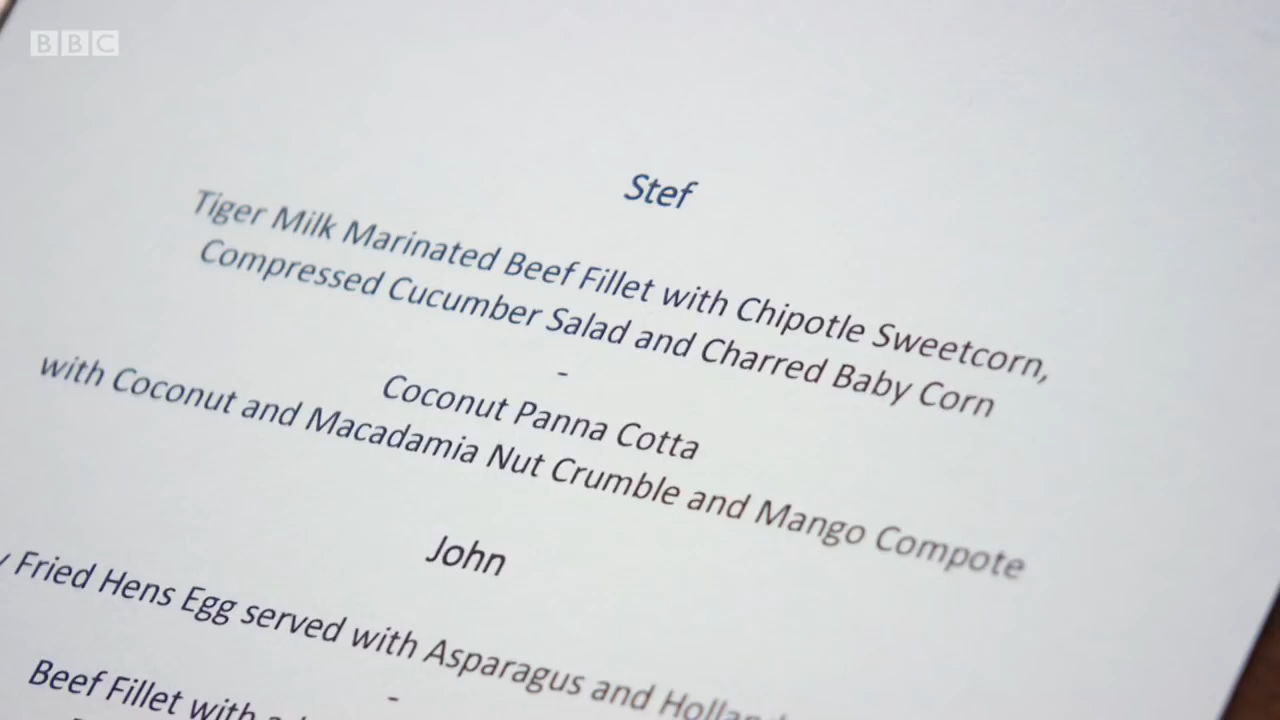 BBC
Stef
Tiger Milk Marinated Beef Fillet with Chipotle Sweetcorn,
Compressed Cucumber Salad and Charred Baby Corn
-
Coconut Panna Cotta
with Coconut and Macadamia Nut Crumble and Mango Compote
John
Fried Hens Egg served with Asparagus and
-
Beef Fillet with a